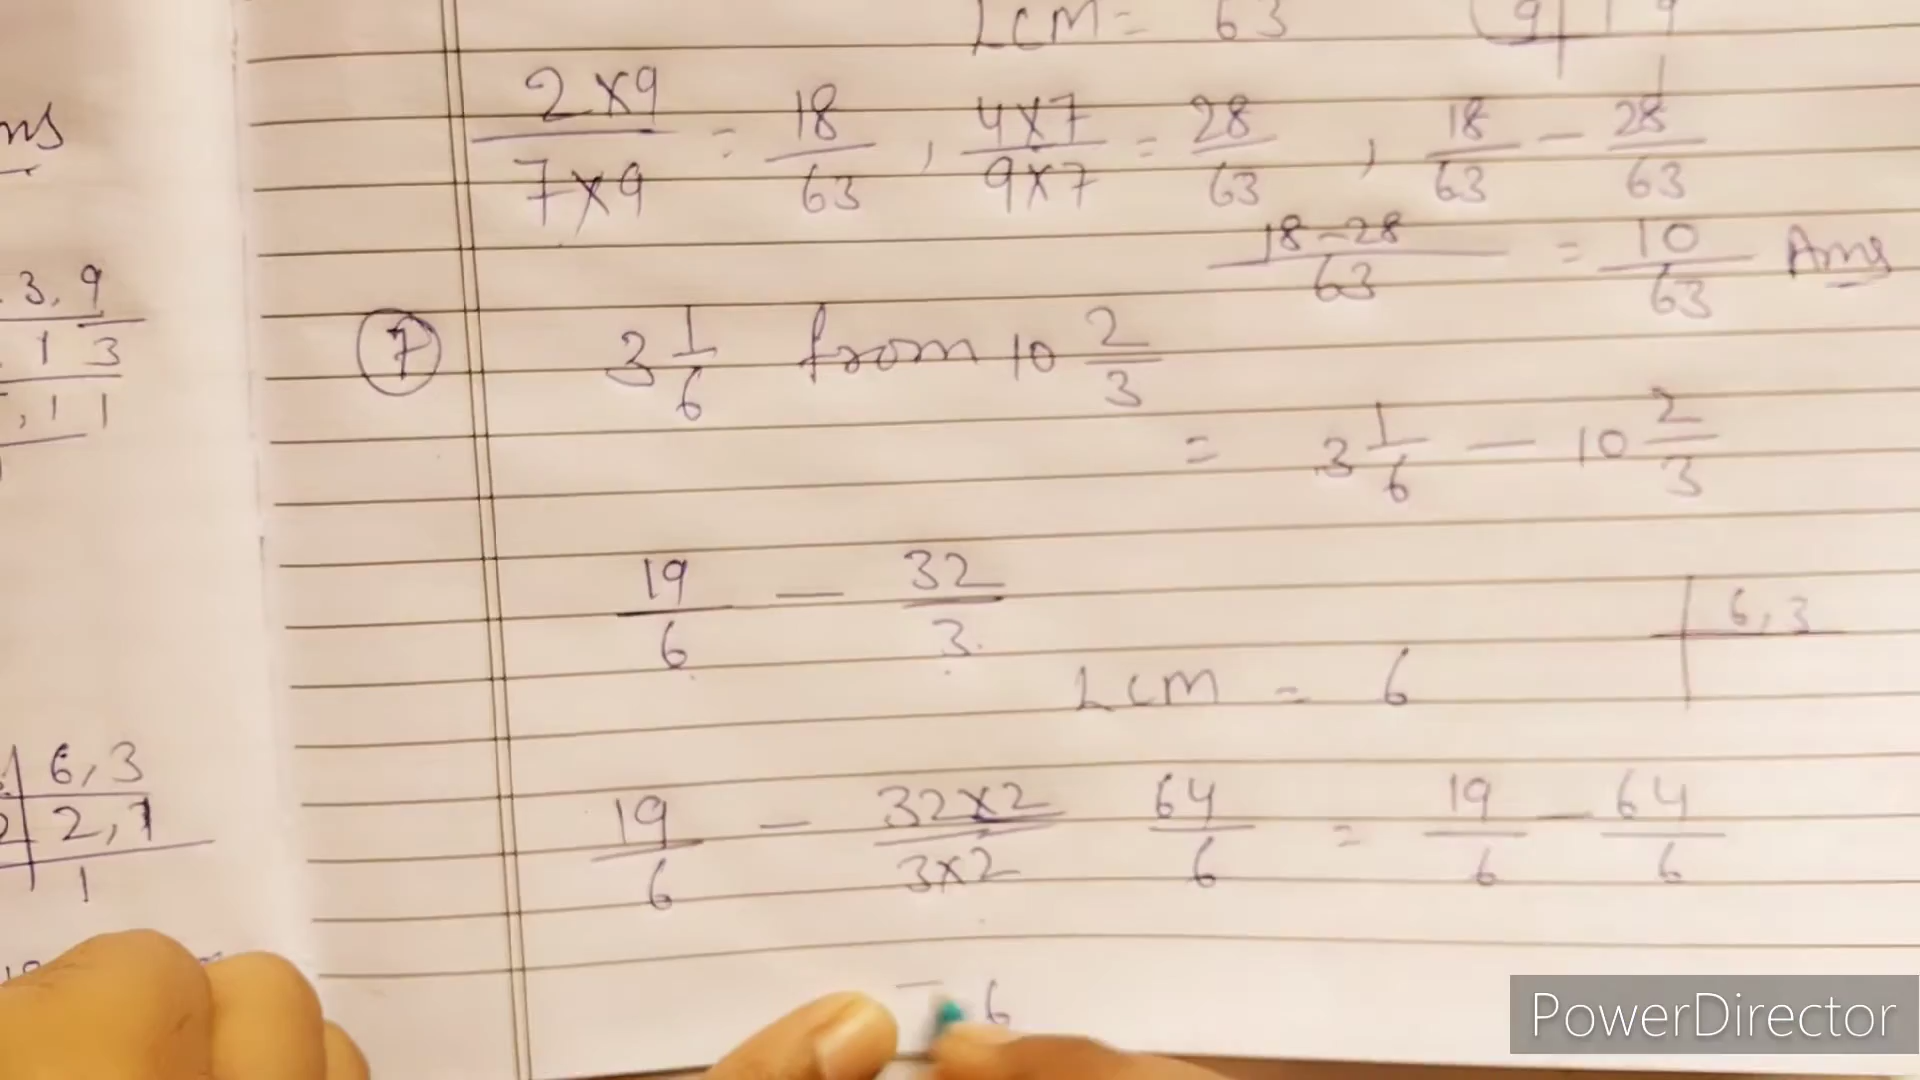 LCM = 63
2×9/7×9 = 18/63 , 4×7/9×7 = 28/63 , 18/63 - 28/63
18-28/63 = 10/63 Ans
7 3 1/6 from 10 2/3
= 3 1/6 - 10 2/3
19/6 - 32/3
6, 3
LCM = 6
19/6 - 32×2/3×2 64/6 = 19/6 - 64/6
6
ns
3, 9
1 3
, 1 1
6, 3
2 2, 1
1
PowerDirector